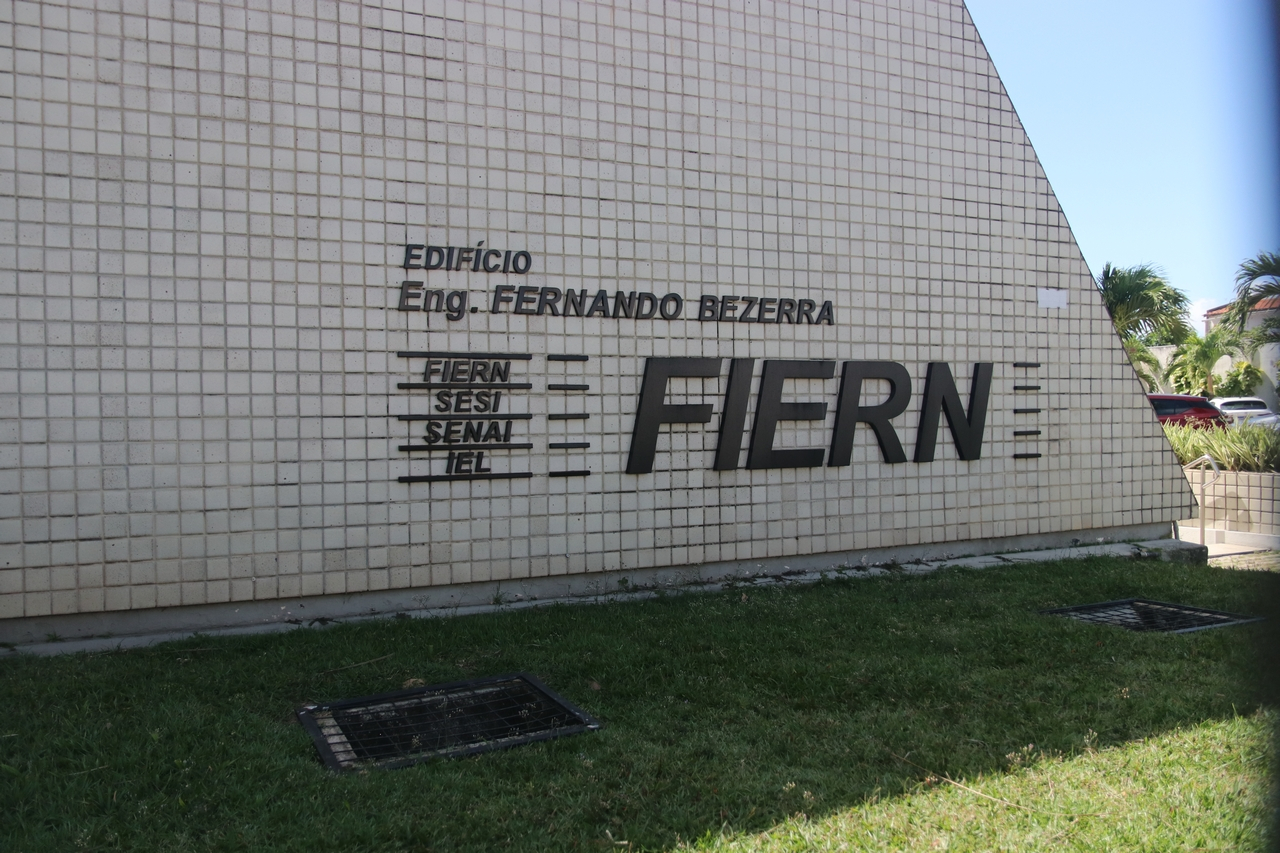 EDIFÍCIO
Eng. FERNANDO BEZERRA
FIERN
SESI
SENAI
IEL
FIERN